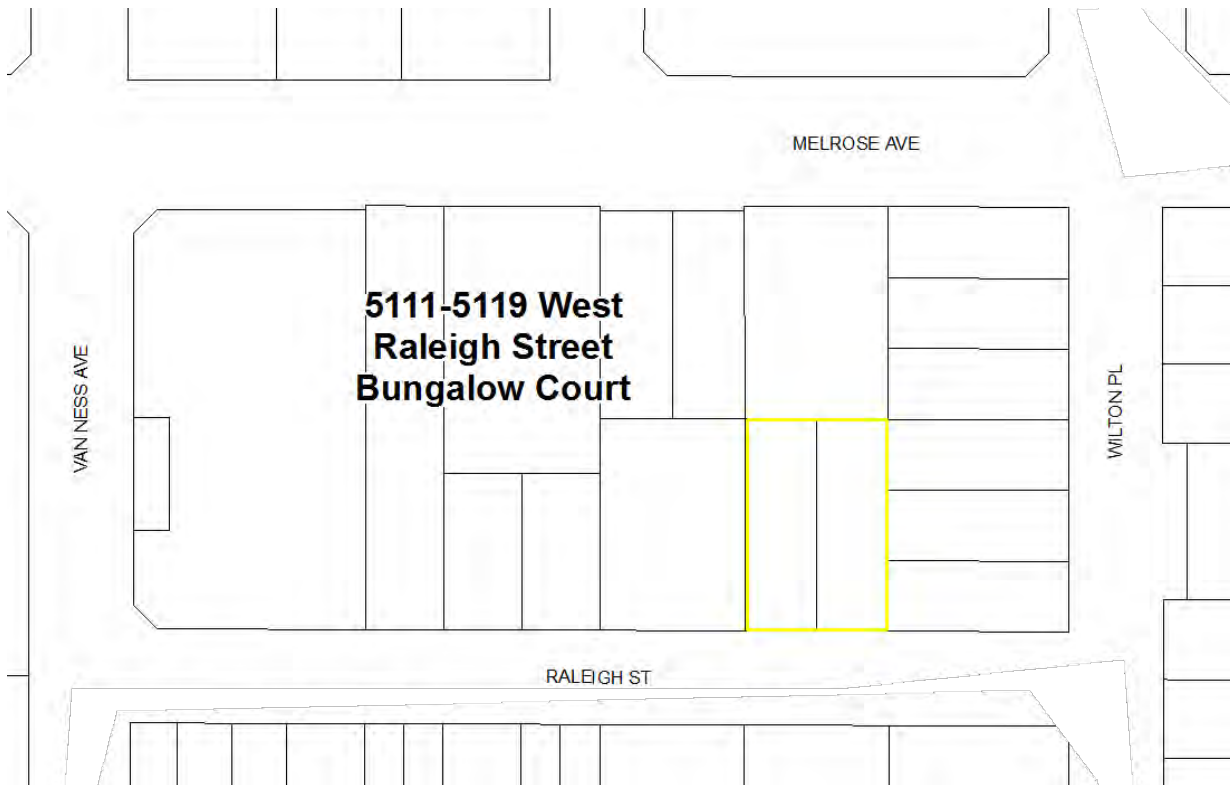 MELROSE AVE
5111-5119 West
Raleigh Street
Bungalow Court
VAN NESS AVE
WILTON PL
RALEIGH ST